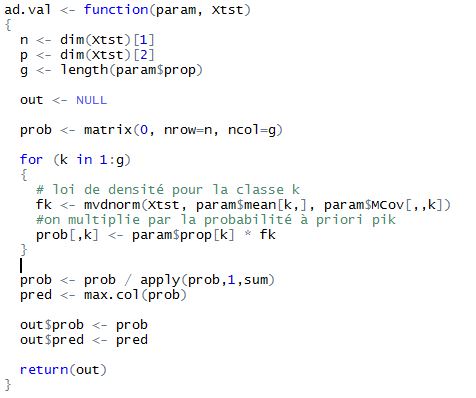 ad.val <- function(param, Xtst)
{
  n <- dim(Xtst)[1]
  p <- dim(Xtst)[2]
  g <- length(param$prop)
  out <- NULL
  prob <- matrix(0, nrow=n, ncol=g)
  for (k in 1:g)
  {
    # loi de densité pour la classe k
    fk <- mvdnorm(Xtst, param$mean[k,], param$MCov[,,k])
    #on multiplie par la probabilité à priori pik
    prob[,k] <- param$prop[k] * fk
  }
  prob <- prob / apply(prob,1,sum)
  pred <- max.col(prob)
  out$prob <- prob
  out$pred <- pred
  return(out)
}